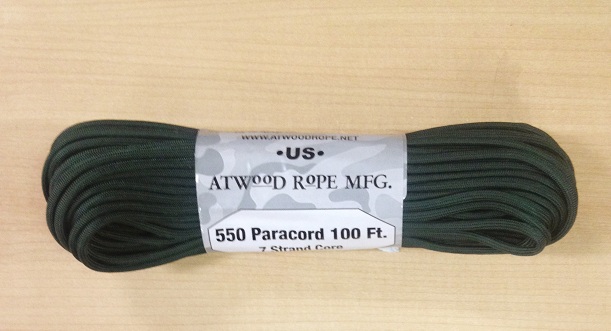 WWW.ATWOODROPE.NET
•US•
ATWOOD ROPE MFG.
550 Paracord 100 Ft.
7 Strand Core